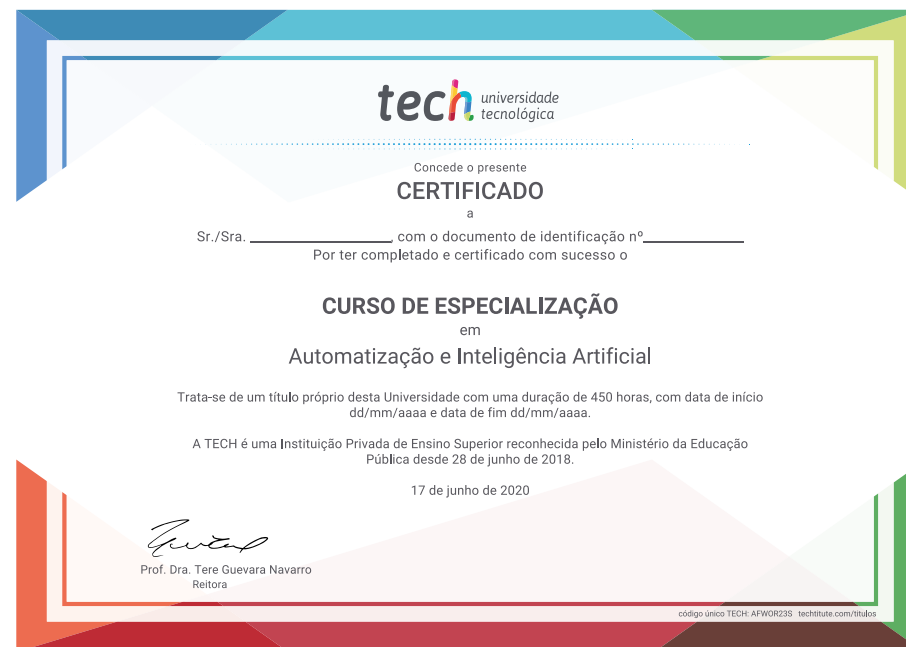 tech universidade
tecnológica
Concede o presente
CERTIFICADO
a
Sr./Sra. ________________, com o documento de identificação nº____________
Por ter completado e certificado com sucesso o
CURSO DE ESPECIALIZAÇÃO
em
Automatização e Inteligência Artificial
Trata-se de um título próprio desta Universidade com uma duração de 450 horas, com data de início
dd/mm/aaaa e data de fim dd/mm/aaaa.
A TECH é uma Instituição Privada de Ensino Superior reconhecida pelo Ministério da Educação
Pública desde 28 de junho de 2018.
17 de junho de 2020
Prof. Dra. Tere Guevara Navarro
Reitora
código único TECH: AFWOR23S techtitute.com/titulos